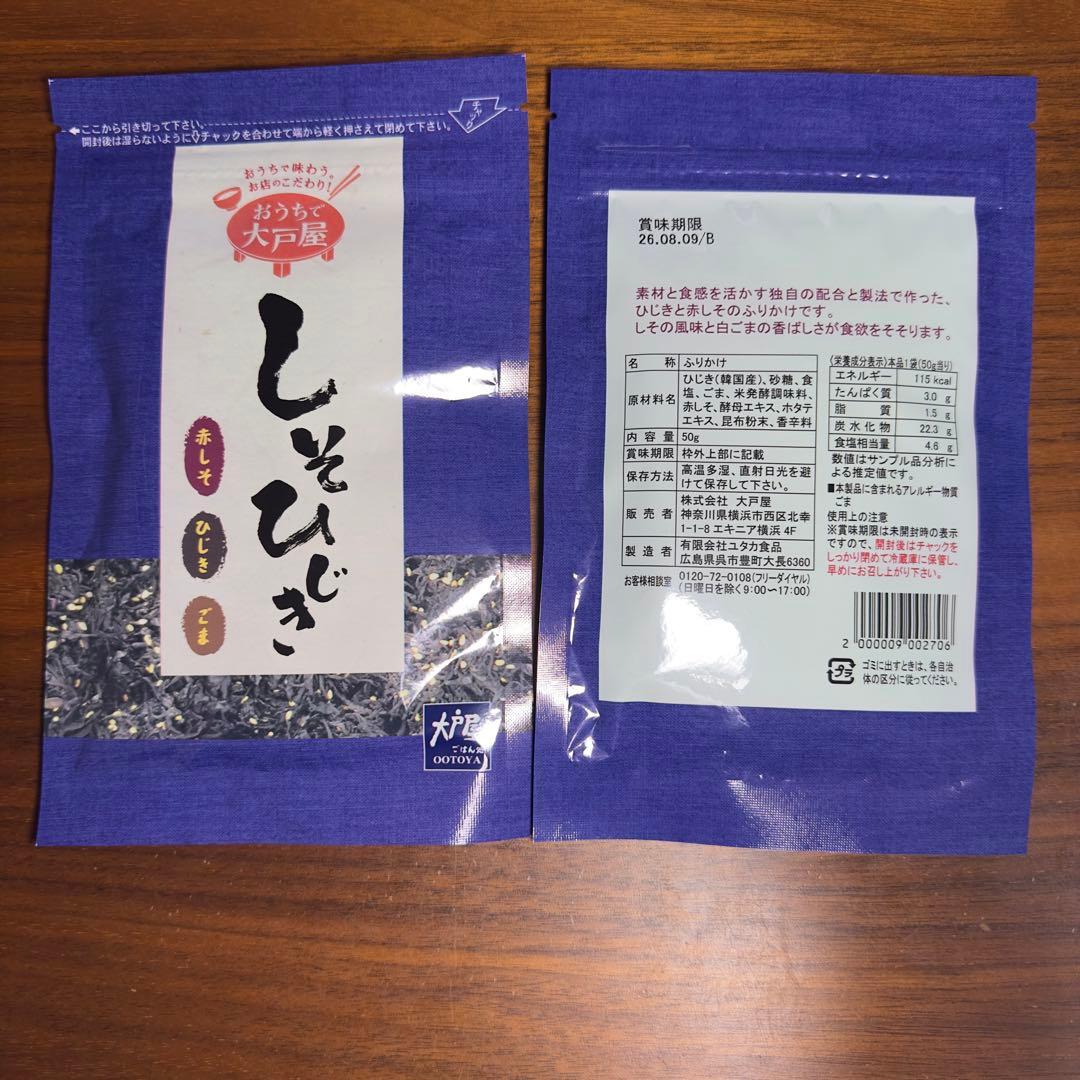 ←ここから引き切って下さい。
開封後は湿らないように◊チャックを合わせて端から軽く押さえて閉めて下さい。
チャック
おうちで味わう。
お店のこだわり!
おうちで
大戸屋
しそひじき
赤しそ
ひじき
ごま
大戸屋
ごはん処
OOTOYA
賞味期限
26.08.09/B
素材と食感を活かす独自の配合と製法で作った、
ひじきと赤しそのふりかけです。
しその風味と白ごまの香ばしさが食欲をそそります。
名称 ふりかけ
原材料名 ひじき(韓国産)、砂糖、食
塩、ごま、米発酵調味料、
赤しそ、酵母エキス、ホタテ
エキス、昆布粉末、香辛料
内容量 50g
賞味期限 枠外上部に記載
保存方法 高温多湿、直射日光を避
けて保存して下さい。
販売者 株式会社 大戸屋
神奈川県横浜市西区北幸
1-1-8 エキニア横浜 4F
製造者 有限会社ユタカ食品
広島県呉市豊町大長6360
お客様相談室 0120-72-0108(フリーダイヤル)
(日曜日を除く9:00〜17:00)
〈栄養成分表示〉本品1袋(50g当り)
エネルギー 115 kcal
たんぱく質 3.0 g
脂質 1.5 g
炭水化物 22.3 g
食塩相当量 4.6 g
数値はサンプル品分析に
よる推定値です。
■本製品に含まれるアレルギー物質
ごま
使用上の注意
※賞味期限は未開封時の表示
ですので、開封後はチャックを
しっかり閉めて冷蔵庫に保管し、
早めにお召し上がり下さい。
2 000009 002706
プラ
ゴミに出すときは、各自治
体の区分に従ってください。